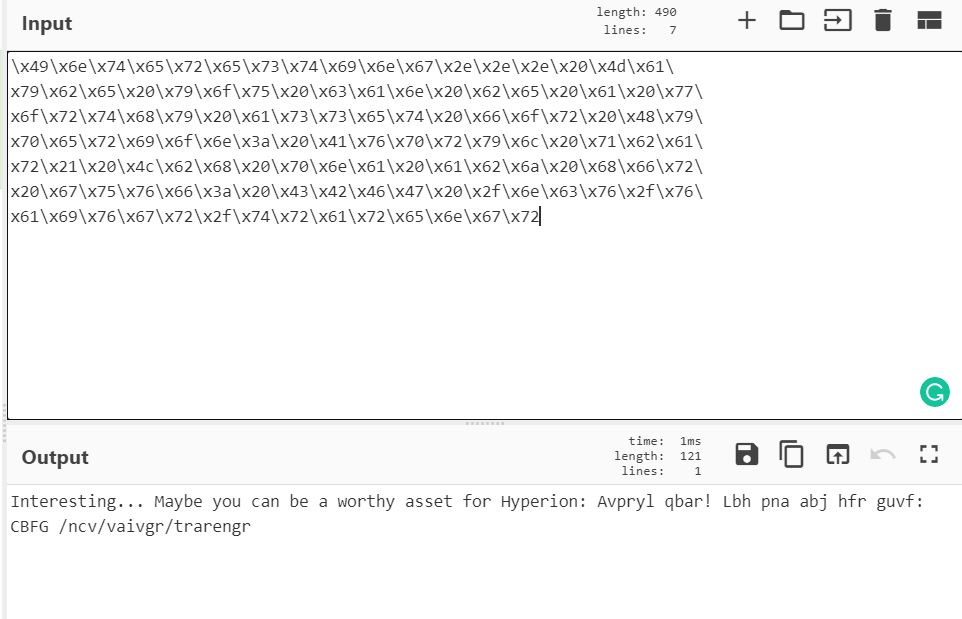 Input
length: 490
lines: 7
\x49\x6e\x74\x65\x72\x65\x73\x74\x69\x6e\x67\x2e\x2e\x2e\x20\x4d\x61\
x79\x62\x65\x20\x79\x6f\x75\x20\x63\x61\x6e\x20\x62\x65\x20\x61\x20\x77\
x6f\x72\x74\x68\x79\x20\x61\x73\x73\x65\x74\x20\x66\x6f\x72\x20\x48\x79\
x70\x65\x72\x69\x6f\x6e\x3a\x20\x41\x76\x70\x72\x79\x6c\x20\x71\x62\x61\
x72\x21\x20\x4c\x62\x68\x20\x70\x6e\x61\x20\x61\x62\x6a\x20\x68\x66\x72\
x20\x67\x75\x76\x66\x3a\x20\x43\x42\x46\x47\x20\x2f\x6e\x63\x76\x2f\x76\
x61\x69\x76\x67\x72\x2f\x74\x72\x61\x72\x65\x6e\x67\x72
Output
time: 1ms
length: 121
lines: 1
Interesting... Maybe you can be a worthy asset for Hyperion: Avpryl qbar! Lbh pna abj hfr guvf:
CBFG /ncv/vaivgr/trarengr